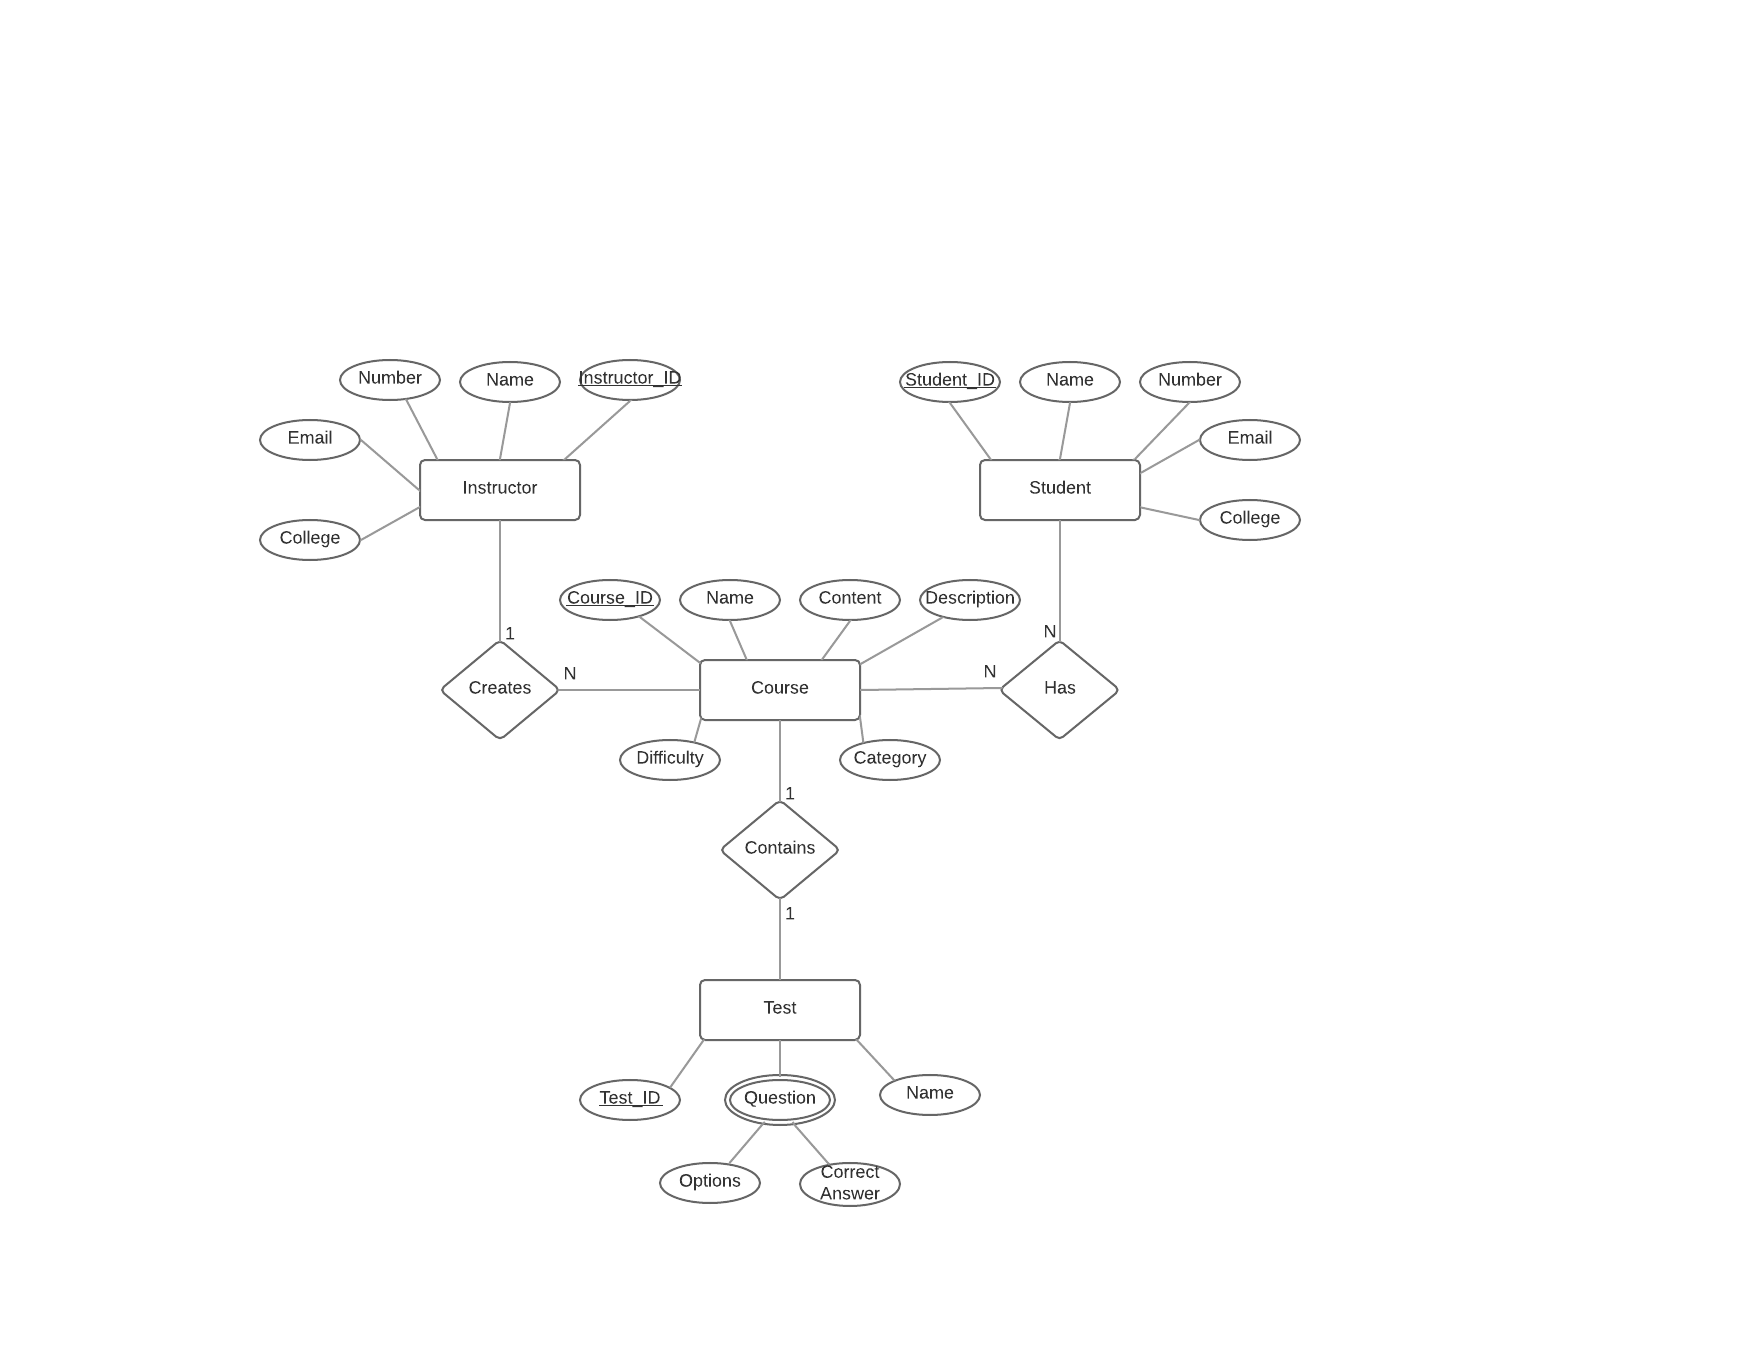 Number
Name
Instructor_ID
Student_ID
Name
Number
Email
Email
Instructor
Student
College
College
Course_ID
Name
Content
Description
1
N
N
N
Creates
Course
Has
Difficulty
Category
1
Contains
1
Test
Test_ID
Question
Name
Options
Correct
Answer